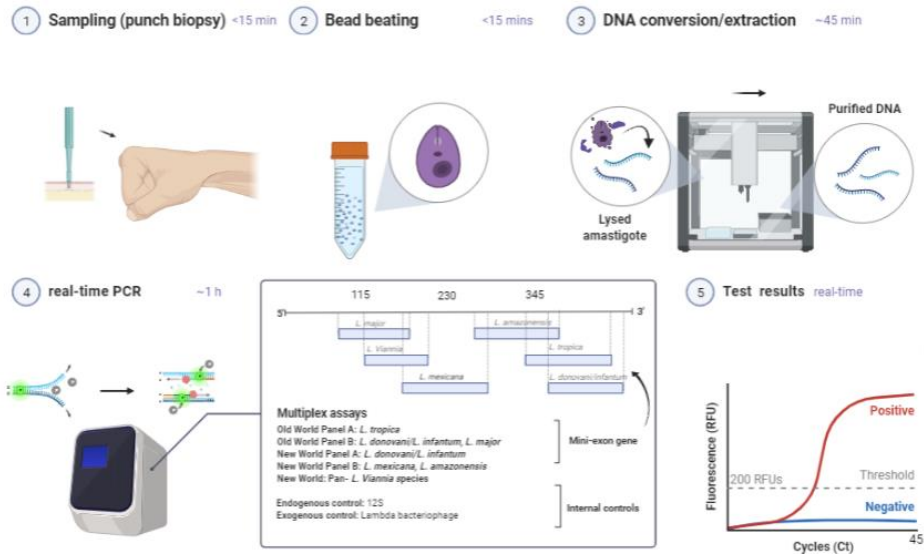 1 Sampling (punch biopsy) <15 min
2 Bead beating <15 mins
3 DNA conversion/extraction ~45 min
Purified DNA
Lysed
amastigote
4 real-time PCR ~1 h
115 230 345
5' 3'
L. major
L. amazonensis
L. Viannia
L. tropica
L. mexicana
L. donovani/infantum
Multiplex assays
Old World Panel A: L. tropica
Old World Panel B: L. donovani/L. infantum, L. major
New World Panel A: L. donovani/L. infantum
New World Panel B: L. mexicana, L. amazonensis
New World: Pan- L. Viannia species
Mini-exon gene
Endogenous control: 12S
Exogenous control: Lambda bacteriophage
Internal controls
5 Test results real-time
Fluorescence (RFU)
Positive
200 RFUs
Threshold
Negative
45
Cycles (Ct)